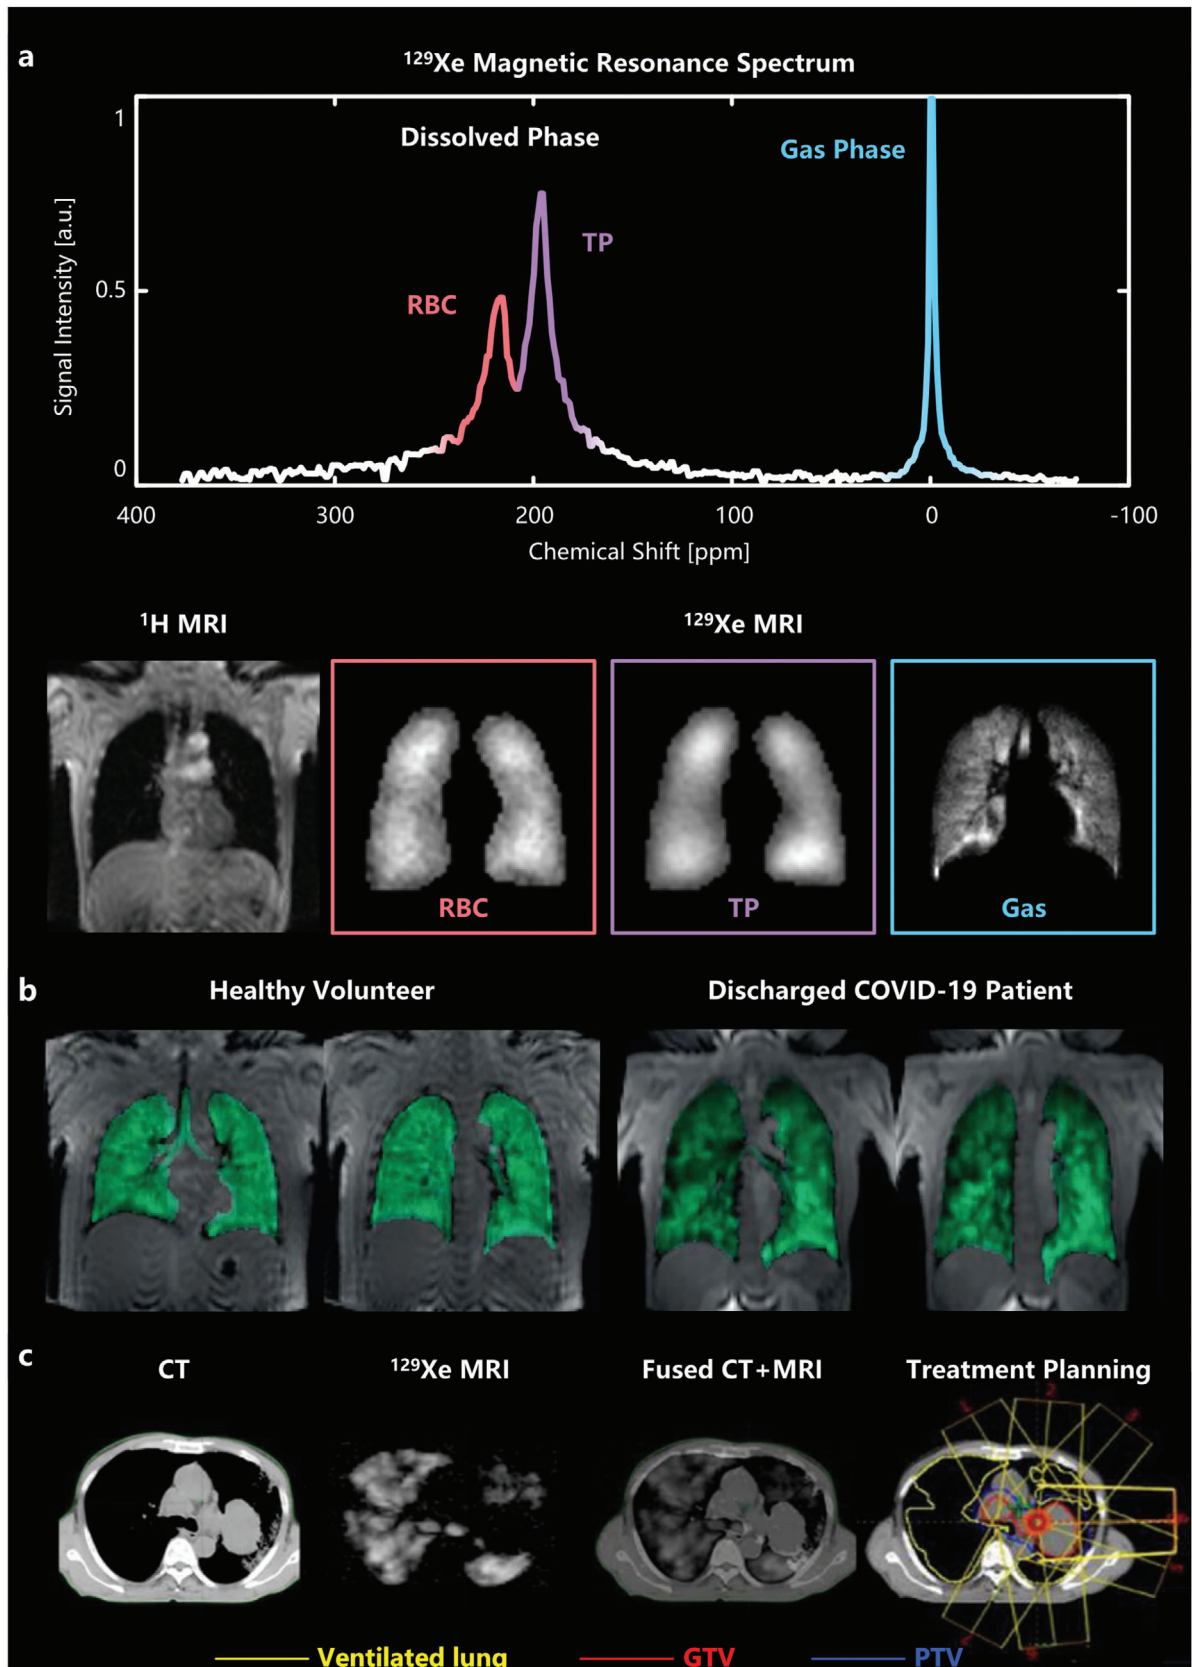 a
¹²⁹Xe Magnetic Resonance Spectrum
Dissolved Phase
Gas Phase
TP
RBC
Signal Intensity [a.u.]
1
0.5
0
400 300 200 100 0 -100
Chemical Shift [ppm]
¹H MRI
¹²⁹Xe MRI
RBC
TP
Gas
b
Healthy Volunteer
Discharged COVID-19 Patient
c
CT
¹²⁹Xe MRI
Fused CT+MRI
Treatment Planning
2
3
Ventilated lung
GTV
PTV